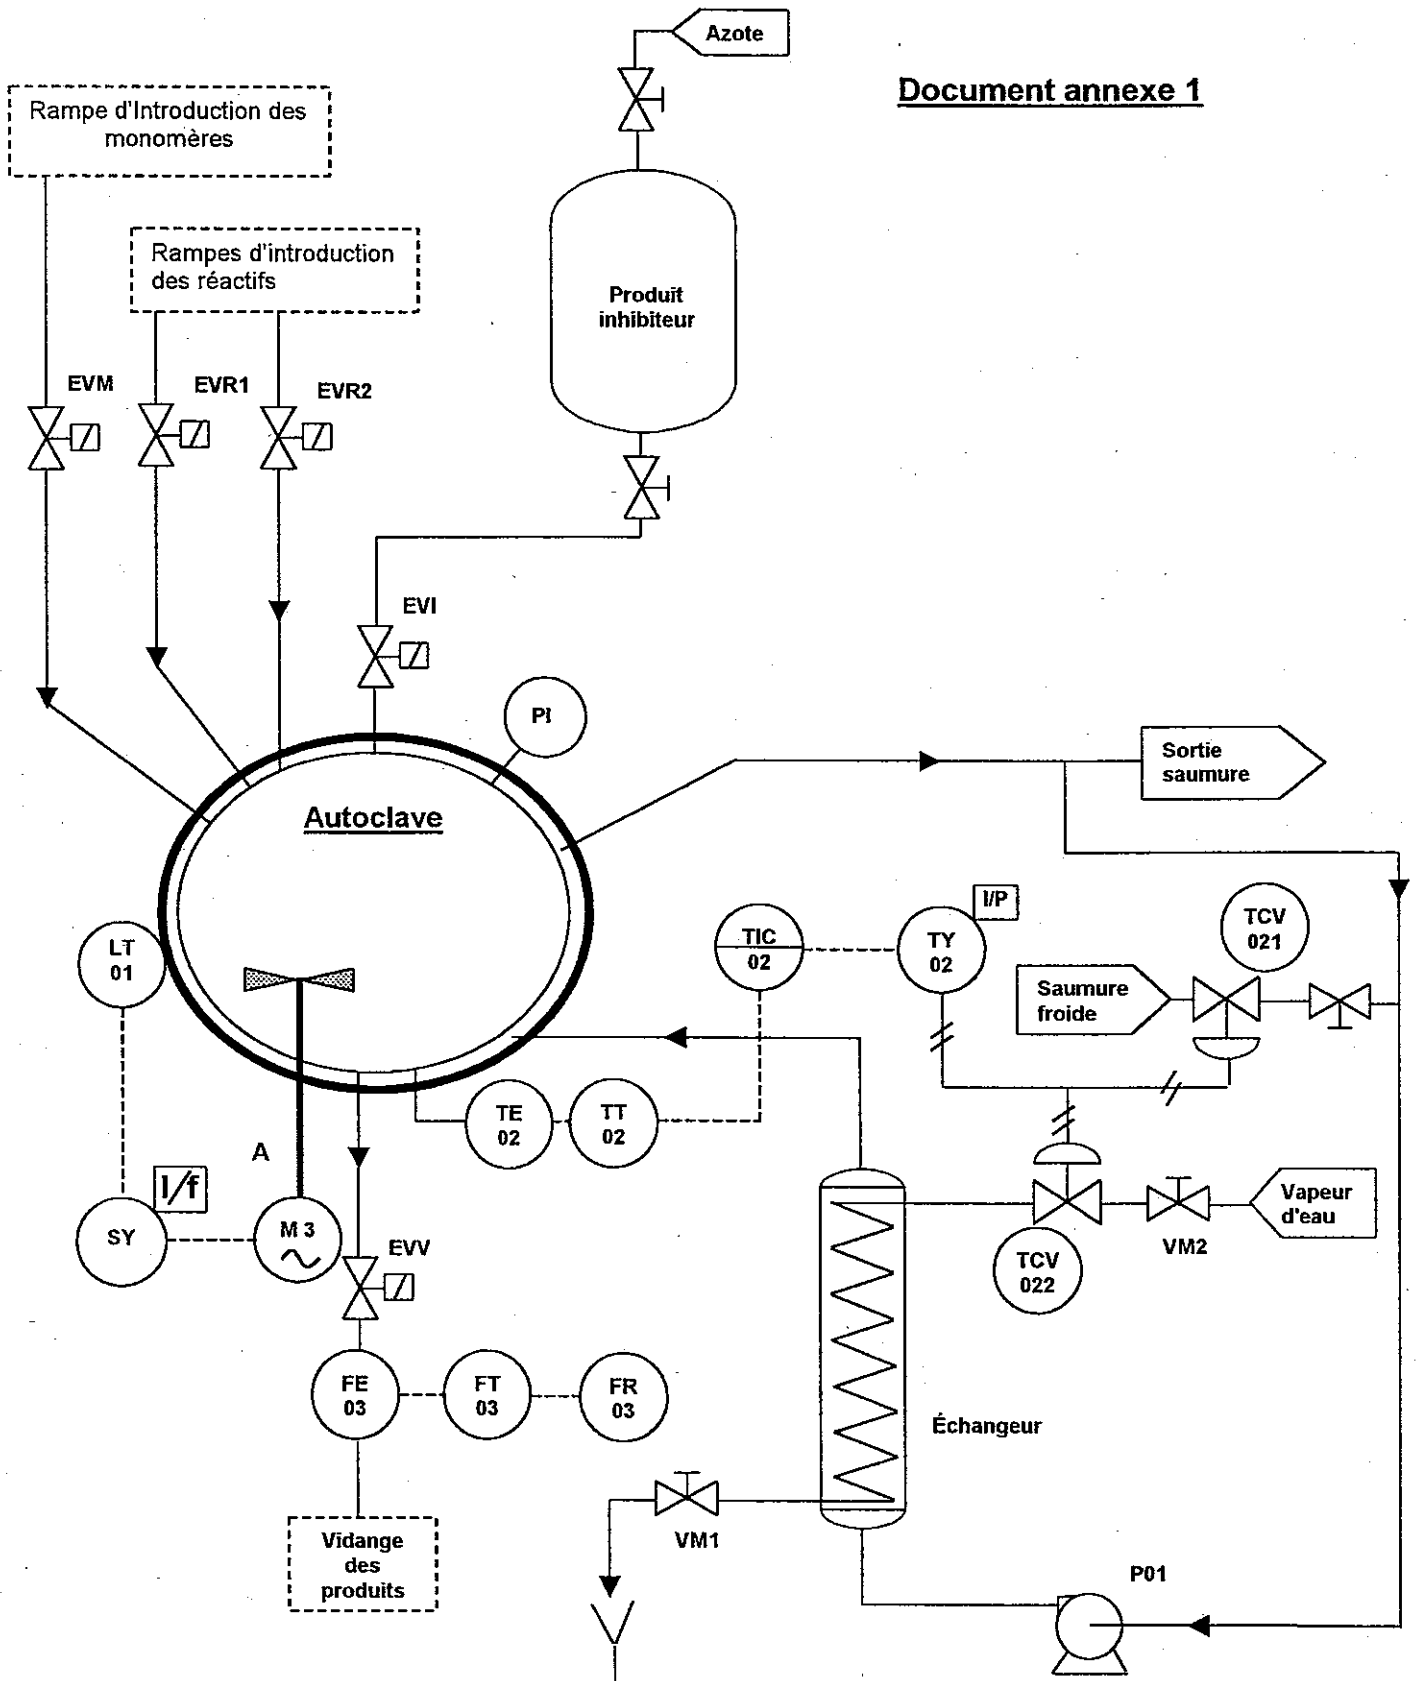 Azote
Document annexe 1
Rampe d'Introduction des
monomères
Rampes d'introduction
des réactifs
Produit
inhibiteur
EVM
EVR1
EVR2
EVI
PI
Autoclave
Sortie
saumure
LT
01
TIC
02
I/P
TY
02
TCV
021
Saumure
froide
TE
02
TT
02
A
I/f
SY
M 3
EVV
Vapeur
d'eau
VM2
TCV
022
FE
03
FT
03
FR
03
Échangeur
VM1
Vidange
des
produits
P01